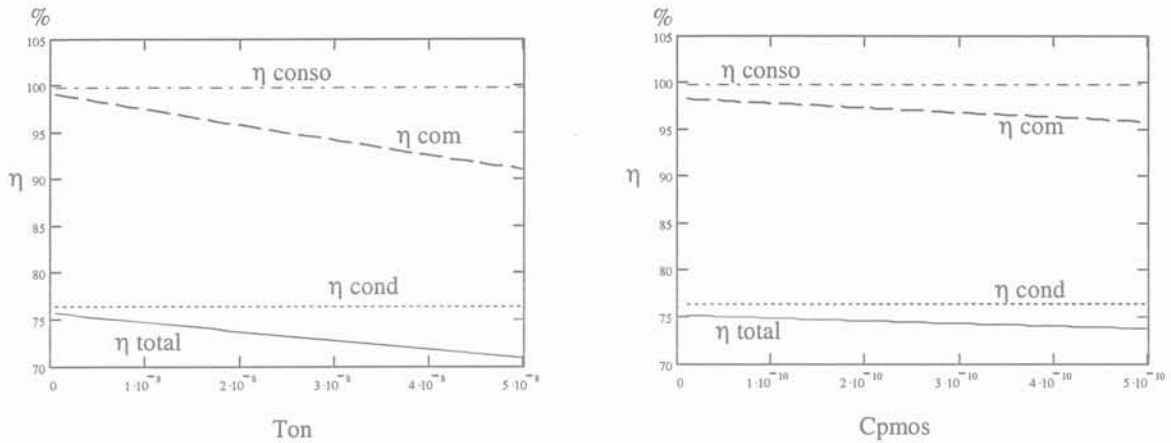 %
105
100
95
90
85
80
75
70
η
η conso
η com
η cond
η total
0 1·10⁻⁸ 2·10⁻⁸ 3·10⁻⁸ 4·10⁻⁸ 5·10⁻⁸
Ton
%
105
100
95
90
85
80
75
70
η
η conso
η com
η cond
η total
0 1·10⁻¹⁰ 2·10⁻¹⁰ 3·10⁻¹⁰ 4·10⁻¹⁰ 5·10⁻¹⁰
Cpmos